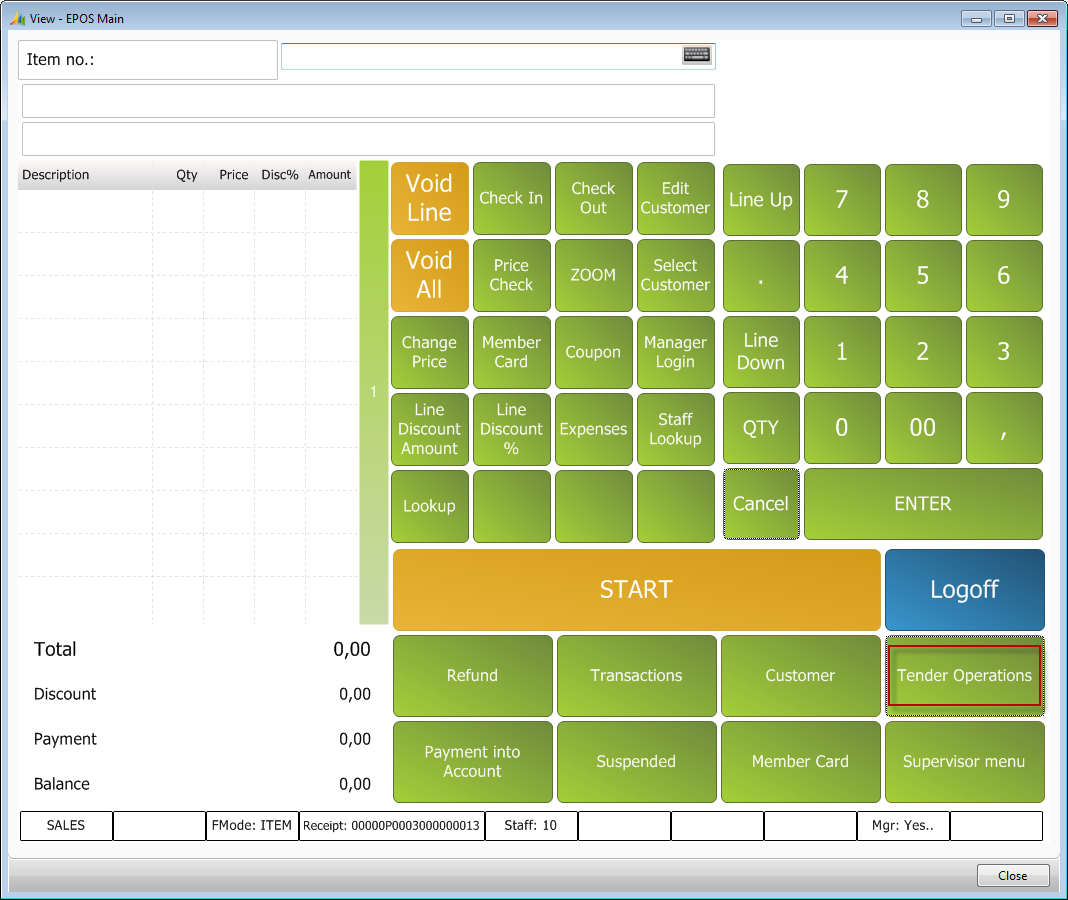 View - EPOS Main
Item no.:
Description Qty Price Disc% Amount
1
Void
Line
Check In
Check
Out
Edit
Customer
Line Up
7
8
9
Void
All
Price
Check
ZOOM
Select
Customer
.
4
5
6
Change
Price
Member
Card
Coupon
Manager
Login
Line
Down
1
2
3
Line
Discount
Amount
Line
Discount
%
Expenses
Staff
Lookup
QTY
0
00
,
Lookup
Cancel
ENTER
START
Logoff
Total 0,00
Discount 0,00
Payment 0,00
Balance 0,00
Refund
Transactions
Customer
Tender Operations
Payment into
Account
Suspended
Member Card
Supervisor menu
SALES
FMode: ITEM
Receipt: 00000P0003000000013
Staff: 10
Mgr: Yes..
Close